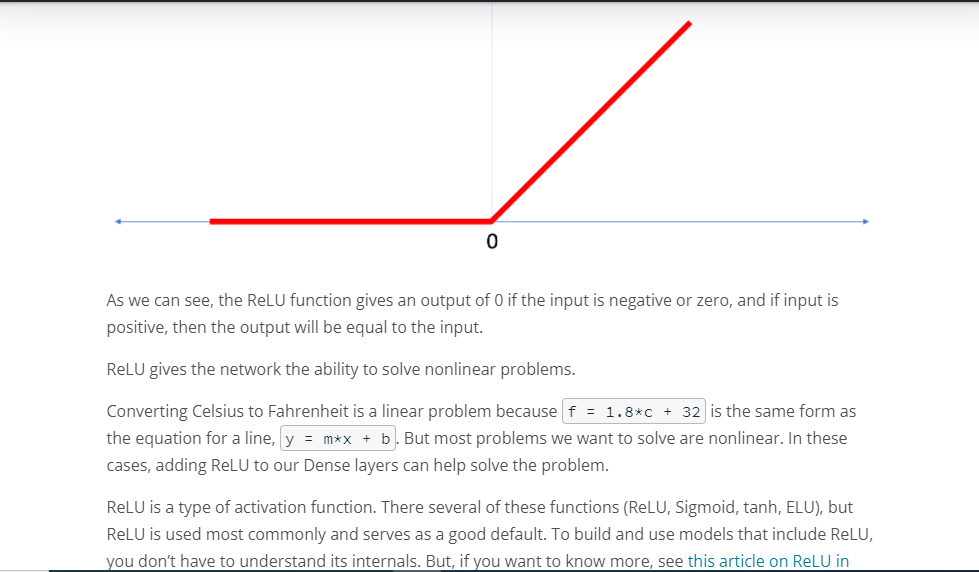 0
As we can see, the ReLU function gives an output of 0 if the input is negative or zero, and if input is
positive, then the output will be equal to the input.
ReLU gives the network the ability to solve nonlinear problems.
Converting Celsius to Fahrenheit is a linear problem because f = 1.8*c + 32 is the same form as
the equation for a line, y = m*x + b. But most problems we want to solve are nonlinear. In these
cases, adding ReLU to our Dense layers can help solve the problem.
ReLU is a type of activation function. There several of these functions (ReLU, Sigmoid, tanh, ELU), but
ReLU is used most commonly and serves as a good default. To build and use models that include ReLU,
you don’t have to understand its internals. But, if you want to know more, see this article on ReLU in